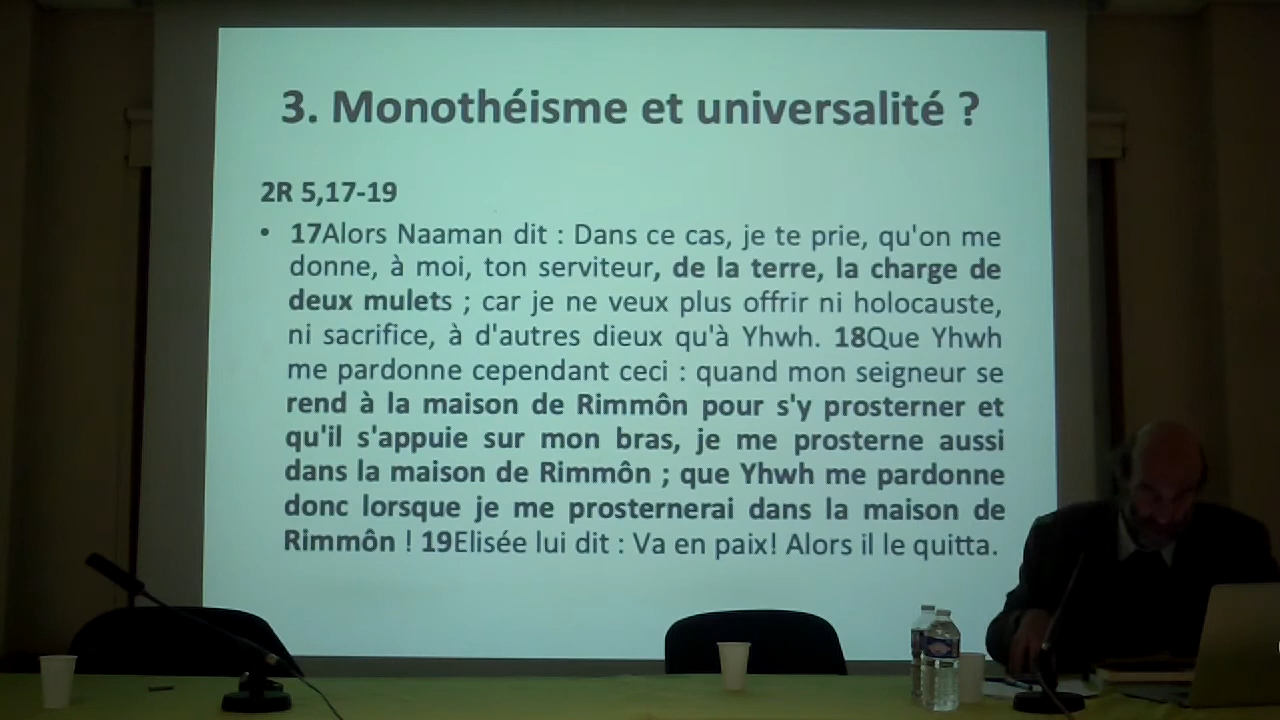 3. Monothéisme et universalité ?
2R 5,17-19
• 17Alors Naaman dit : Dans ce cas, je te prie, qu'on me
donne, à moi, ton serviteur, de la terre, la charge de
deux mulets ; car je ne veux plus offrir ni holocauste,
ni sacrifice, à d'autres dieux qu'à Yhwh. 18Que Yhwh
me pardonne cependant ceci : quand mon seigneur se
rend à la maison de Rimmôn pour s'y prosterner et
qu'il s'appuie sur mon bras, je me prosterne aussi
dans la maison de Rimmôn ; que Yhwh me pardonne
donc lorsque je me prosternerai dans la maison de
Rimmôn ! 19Elisée lui dit : Va en paix! Alors il le quitta.